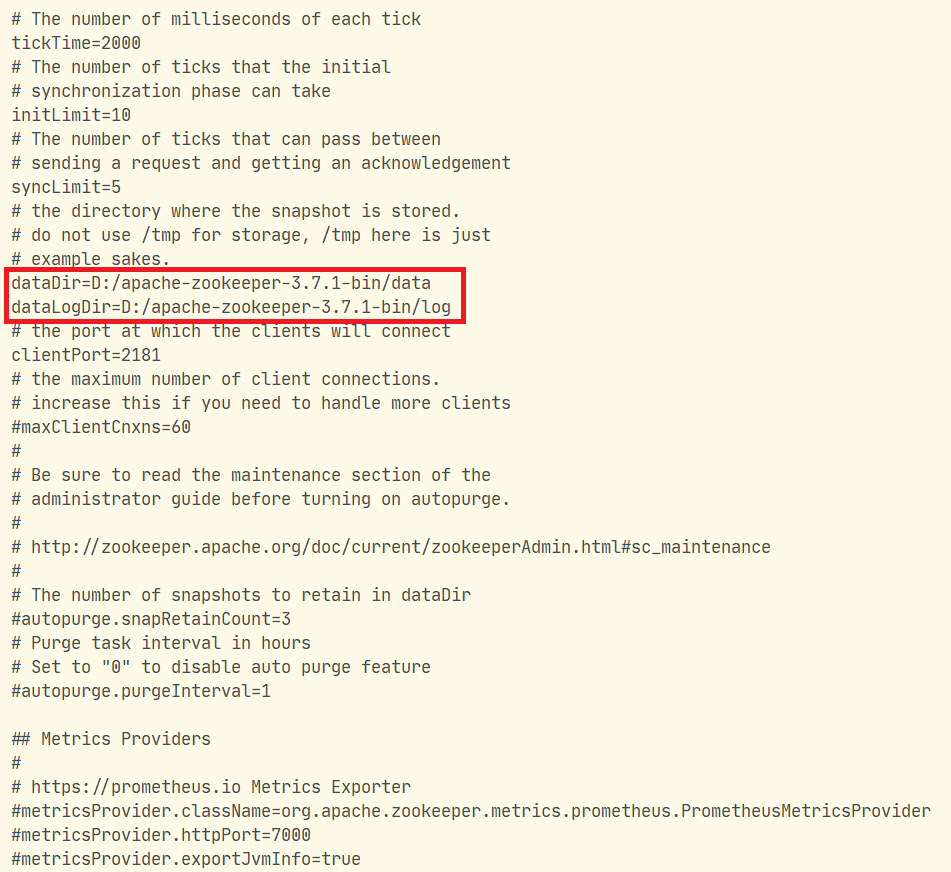 # The number of milliseconds of each tick
tickTime=2000
# The number of ticks that the initial
# synchronization phase can take
initLimit=10
# The number of ticks that can pass between
# sending a request and getting an acknowledgement
syncLimit=5
# the directory where the snapshot is stored.
# do not use /tmp for storage, /tmp here is just
# example sakes.
dataDir=D:/apache-zookeeper-3.7.1-bin/data
dataLogDir=D:/apache-zookeeper-3.7.1-bin/log
# the port at which the clients will connect
clientPort=2181
# the maximum number of client connections.
# increase this if you need to handle more clients
#maxClientCnxns=60
#
# Be sure to read the maintenance section of the
# administrator guide before turning on autopurge.
#
# http://zookeeper.apache.org/doc/current/zookeeperAdmin.html#sc_maintenance
#
# The number of snapshots to retain in dataDir
#autopurge.snapRetainCount=3
# Purge task interval in hours
# Set to "0" to disable auto purge feature
#autopurge.purgeInterval=1

## Metrics Providers
#
# https://prometheus.io Metrics Exporter
#metricsProvider.className=org.apache.zookeeper.metrics.prometheus.PrometheusMetricsProvider
#metricsProvider.httpPort=7000
#metricsProvider.exportJvmInfo=true